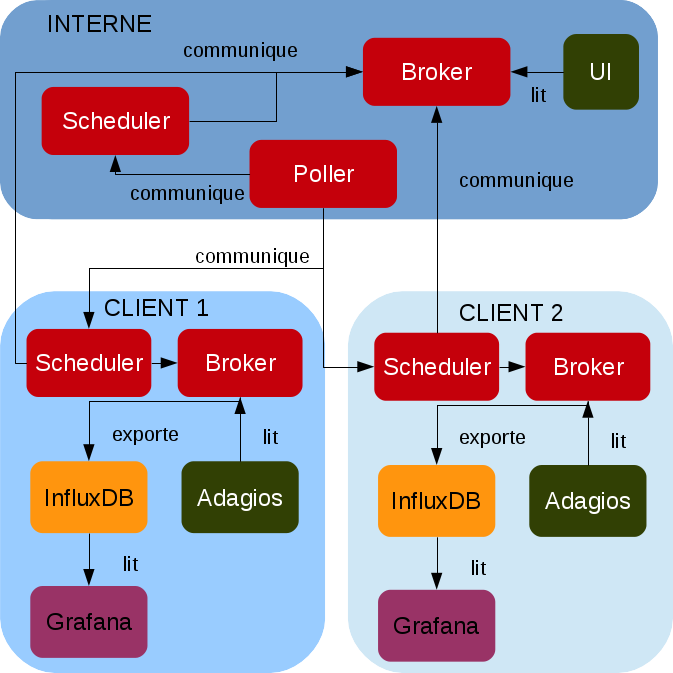 INTERNE
communique
Broker
UI
lit
Scheduler
Poller
communique
communique
communique
CLIENT 1
Scheduler
Broker
exporte
lit
InfluxDB
Adagios
lit
Grafana
CLIENT 2
Scheduler
Broker
exporte
lit
InfluxDB
Adagios
lit
Grafana